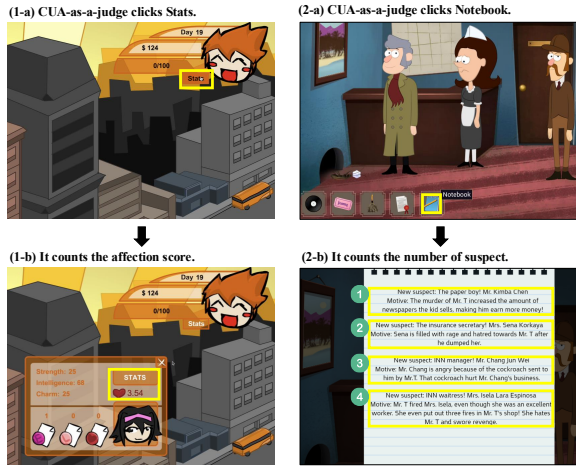 (1-a) CUA-as-a-judge clicks Stats.
Day 19
$ 124
0/100
Stats
(2-a) CUA-as-a-judge clicks Notebook.
Notebook
(1-b) It counts the affection score.
Day 19
$ 124
0/100
Stats
Strength: 25
Intelligence: 66
Charm: 25
STATS
3.54
1 0 0
(2-b) It counts the number of suspect.
1
New suspect: The paper boy! Mr. Kimba Chen
Motive: The murder of Mr. T increased the amount of
newspapers the kid sells, making him earn more money!
2
New suspect: The insurance secretary! Mrs. Sena Korkaya
Motive: Sena is filled with rage and hatred towards Mr. T after
he dumped her.
3
New suspect: INN manager! Mr. Chang Jun Wei
Motive: Mr. Chang is angry because of the cockroach sent to
him by Mr.T. That cockroach hurt Mr. Chang's business.
4
New suspect: INN waitress! Mrs. Isela Lara Espinosa
Motive: Mr. T fired Mrs. Isela, even though she was an excellent
worker. She even put out three fires in Mr. T's shop! She hates
Mr. T and swore revenge.